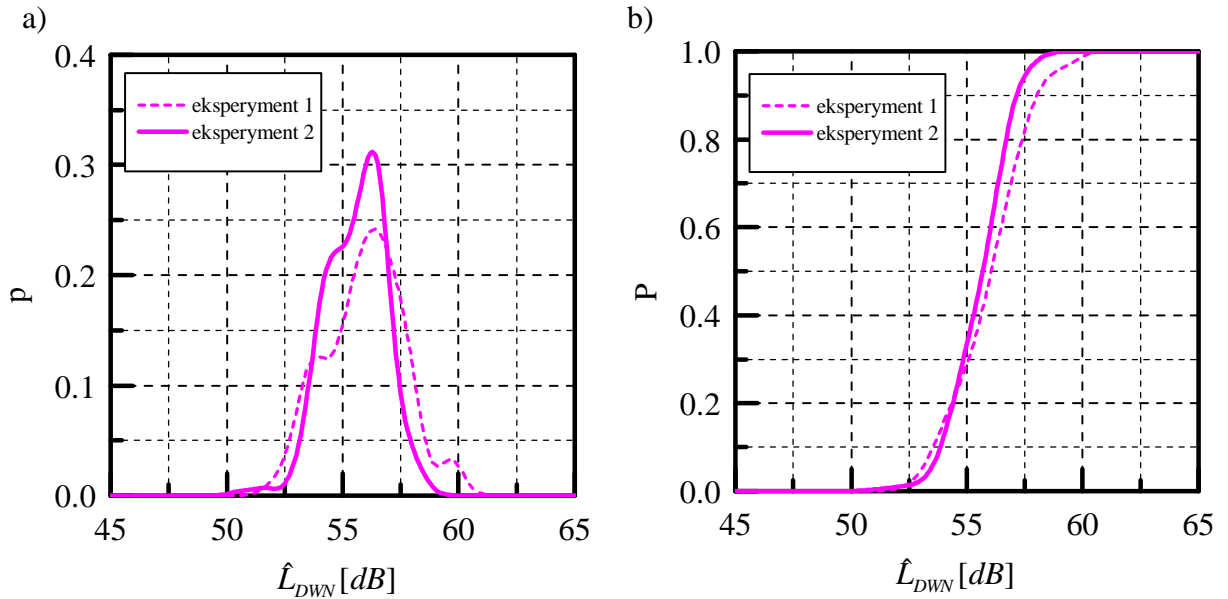 a)
0.4
0.3
0.2
0.1
0.0
p
eksperyment 1
eksperyment 2
45 50 55 60 65
L̂DWN [dB]
b)
1.0
0.8
0.6
0.4
0.2
0.0
P
eksperyment 1
eksperyment 2
45 50 55 60 65
L̂DWN [dB]